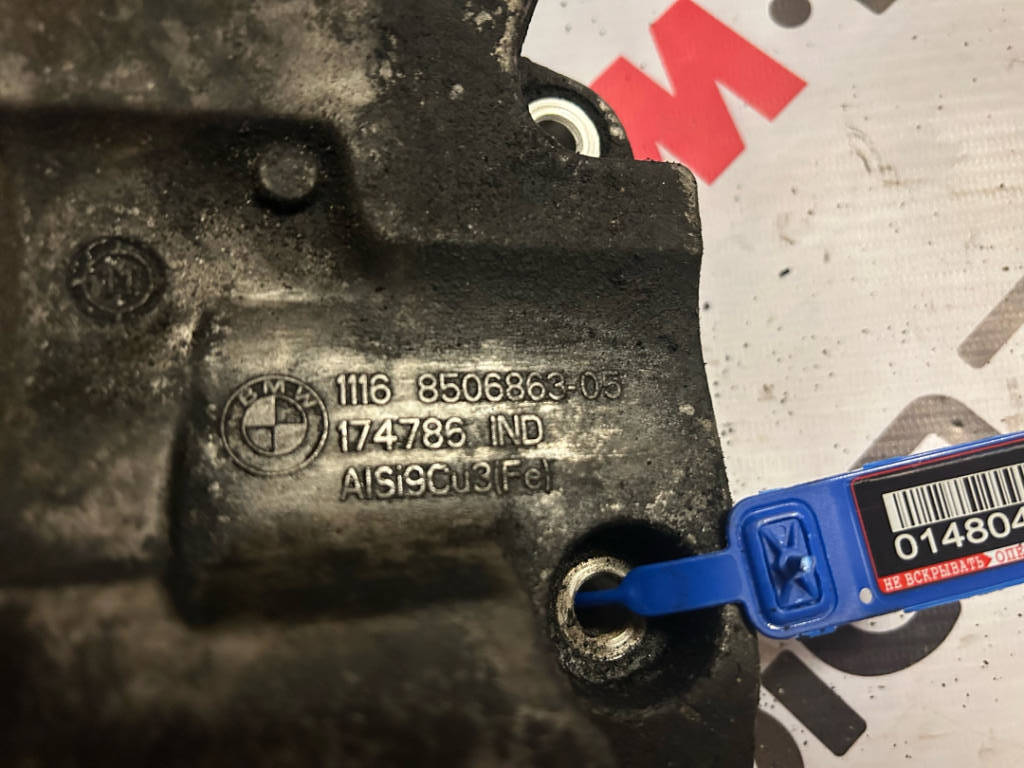 BMW
1116 8506863-05
174786 IND
AlSi9Cu3(Fe)
014804
НЕ ВСКРЫВАТЬ